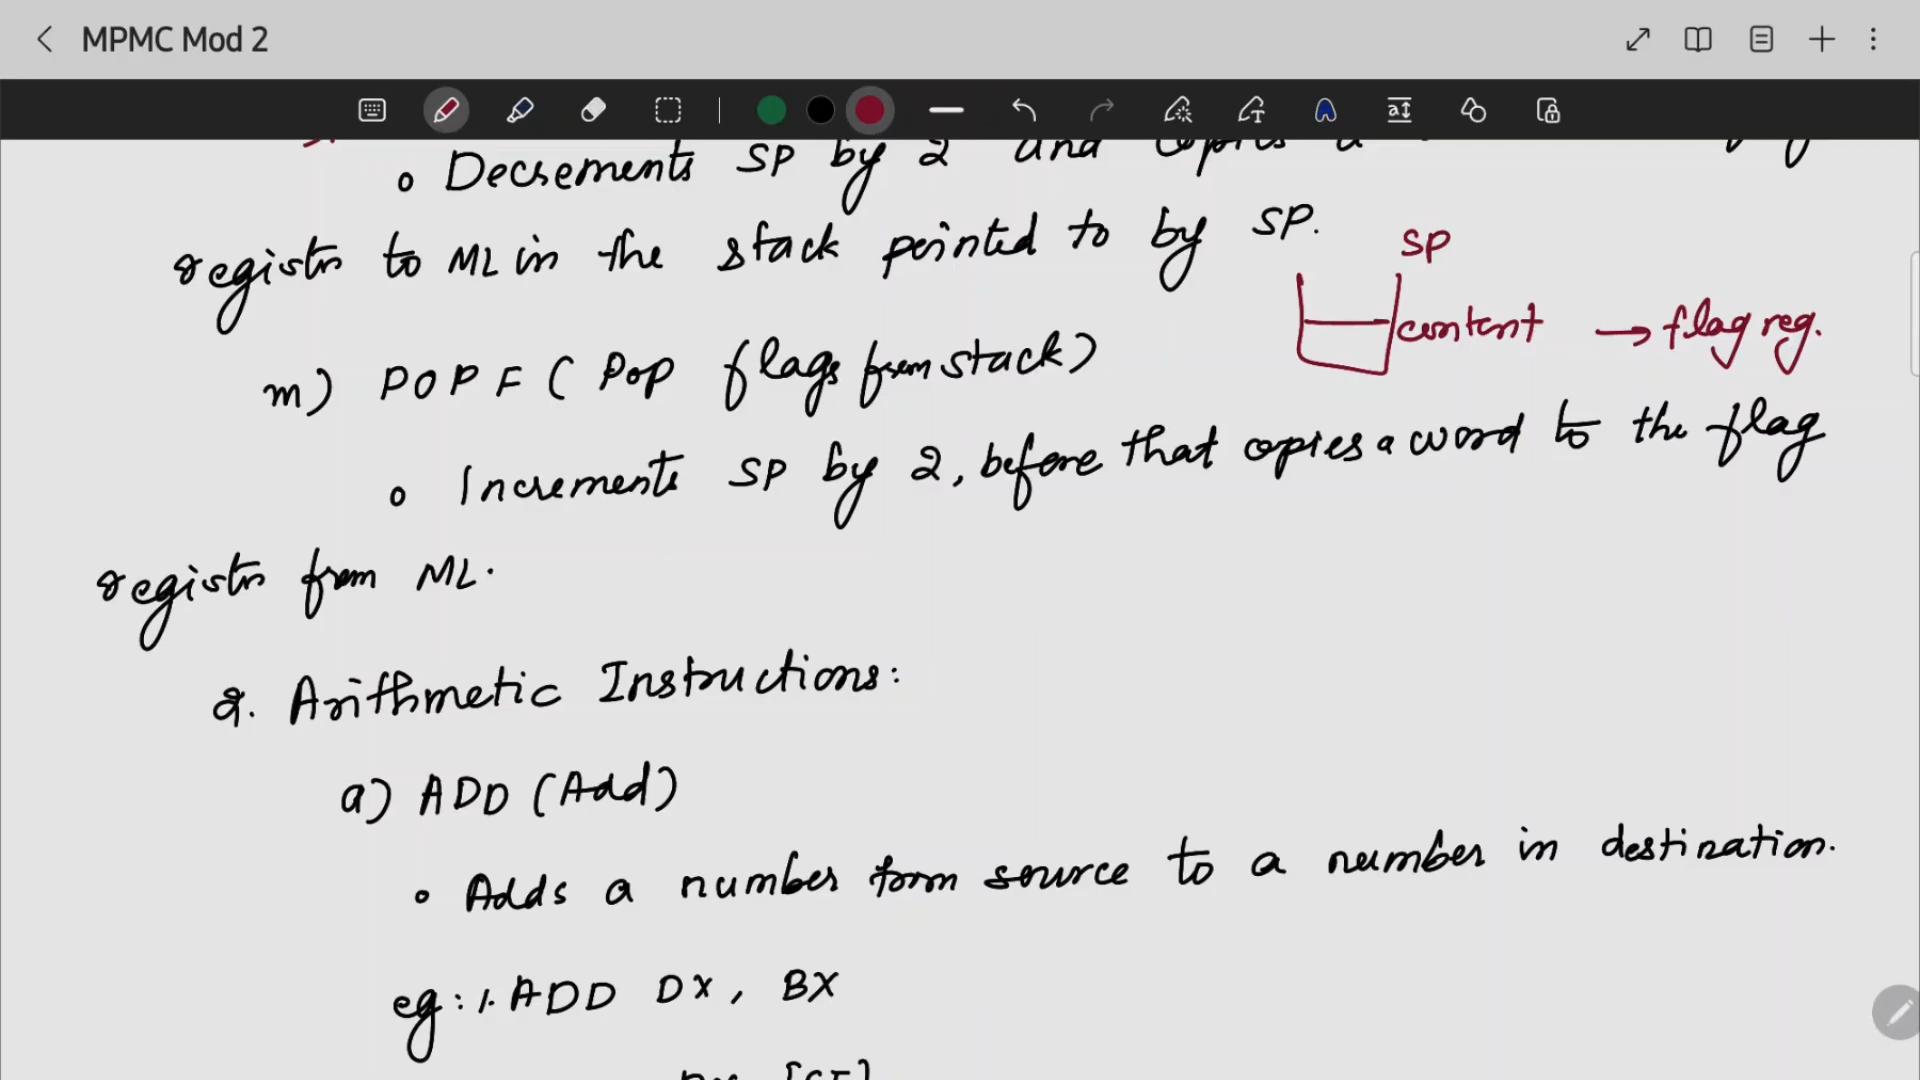 MPMC Mod 2
Decrements SP by 2 and copies a
register to ML in the stack pointed to by SP.
SP
content → flag reg.
m) POPF (Pop flags from stack)
Increments SP by 2, before that copies a word to the flag
register from ML.
2. Arithmetic Instructions:
a) ADD (Add)
Adds a number from source to a number in destination.
eg: 1. ADD DX, BX